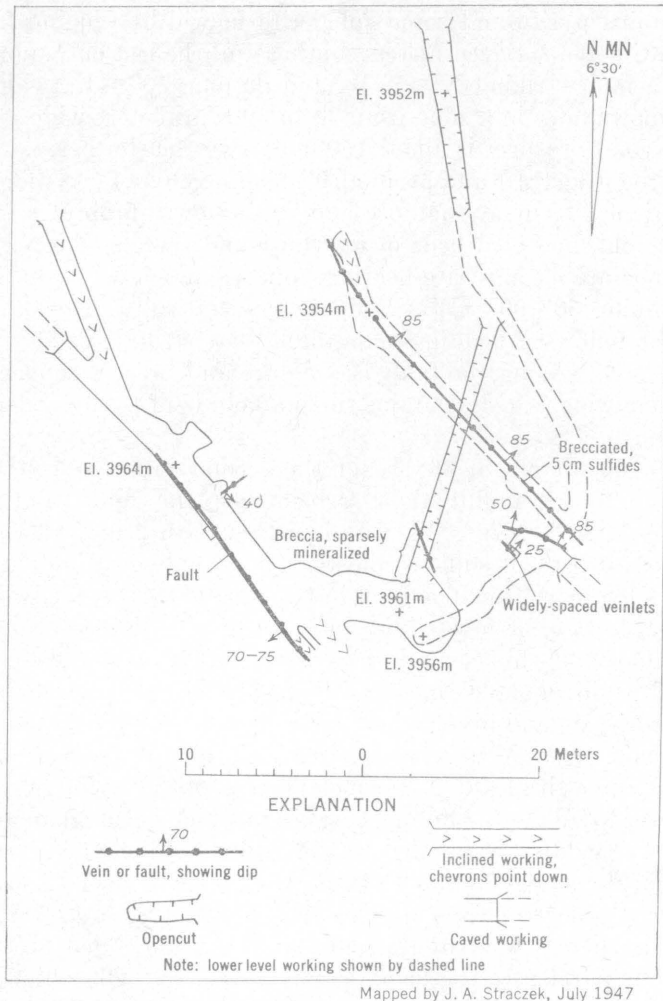 N MN
6°30′
El. 3952m
El. 3954m
85
85
Brecciated,
5 cm sulfides
El. 3964m
40
50
85
Breccia, sparsely
mineralized
25
Fault
El. 3961m
Widely-spaced veinlets
70–75
El. 3956m
10 0 20 Meters
EXPLANATION
70
Vein or fault, showing dip
Inclined working,
chevrons point down
Opencut
Caved working
Note: lower level working shown by dashed line
Mapped by J. A. Straczek, July 1947